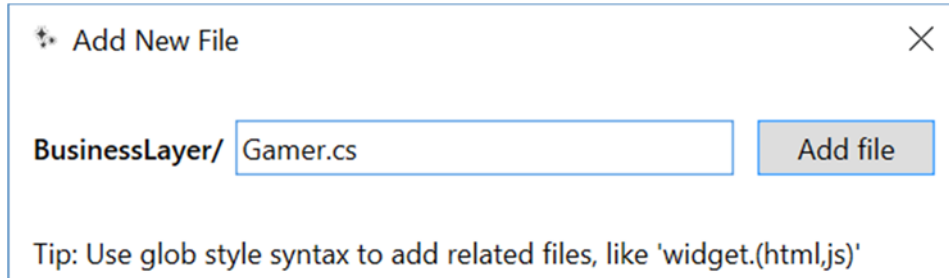 Add New File
BusinessLayer/ Gamer.cs Add file
Tip: Use glob style syntax to add related files, like 'widget.(html,js)'